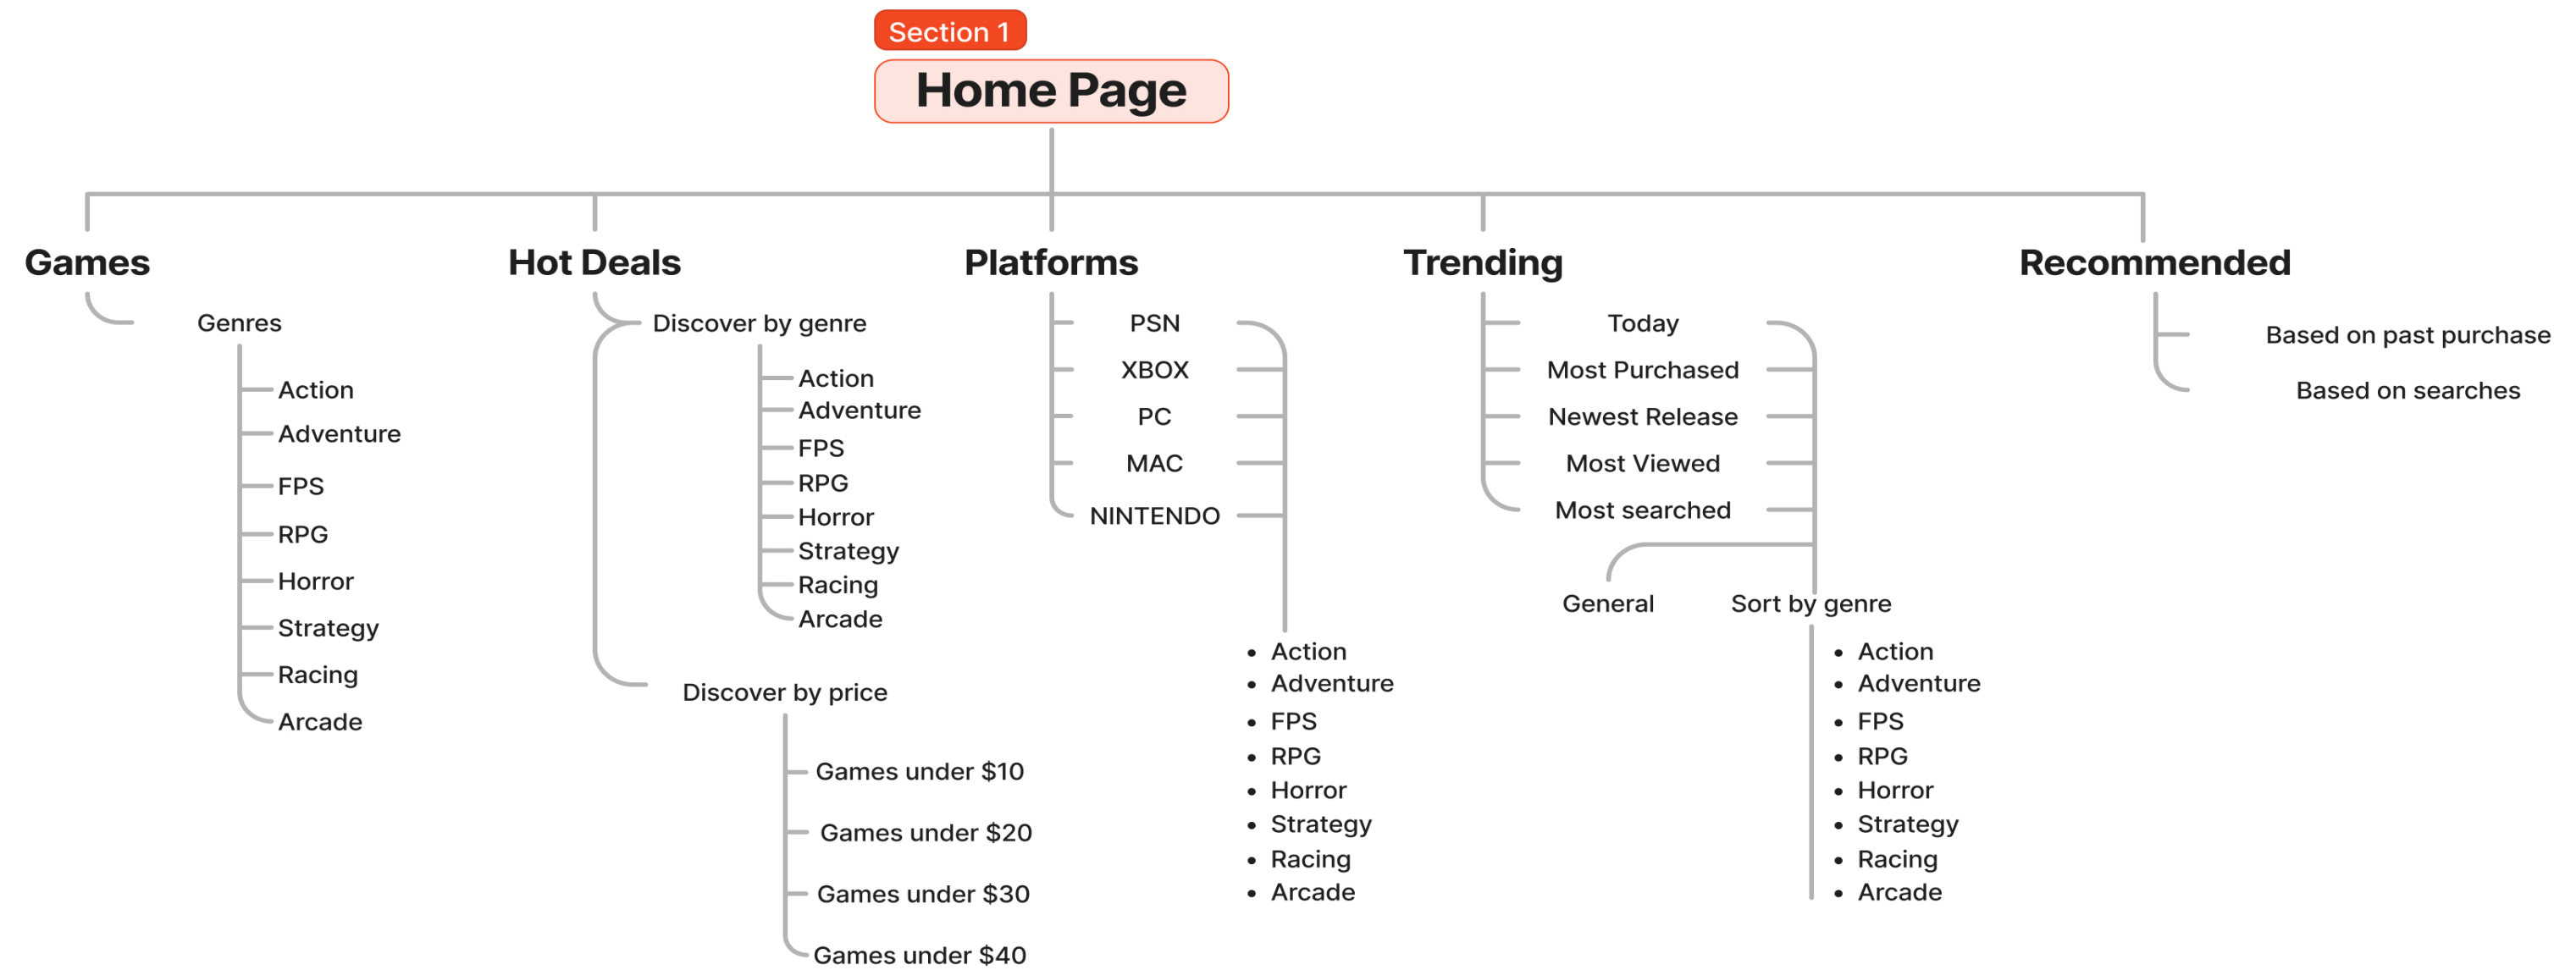 Section 1
Home Page
Games
Genres
Action
Adventure
FPS
RPG
Horror
Strategy
Racing
Arcade
Hot Deals
Discover by genre
Action
Adventure
FPS
RPG
Horror
Strategy
Racing
Arcade
Discover by price
Games under $10
Games under $20
Games under $30
Games under $40
Platforms
PSN
XBOX
PC
MAC
NINTENDO
• Action
• Adventure
• FPS
• RPG
• Horror
• Strategy
• Racing
• Arcade
Trending
Today
Most Purchased
Newest Release
Most Viewed
Most searched
General
Sort by genre
• Action
• Adventure
• FPS
• RPG
• Horror
• Strategy
• Racing
• Arcade
Recommended
Based on past purchase
Based on searches